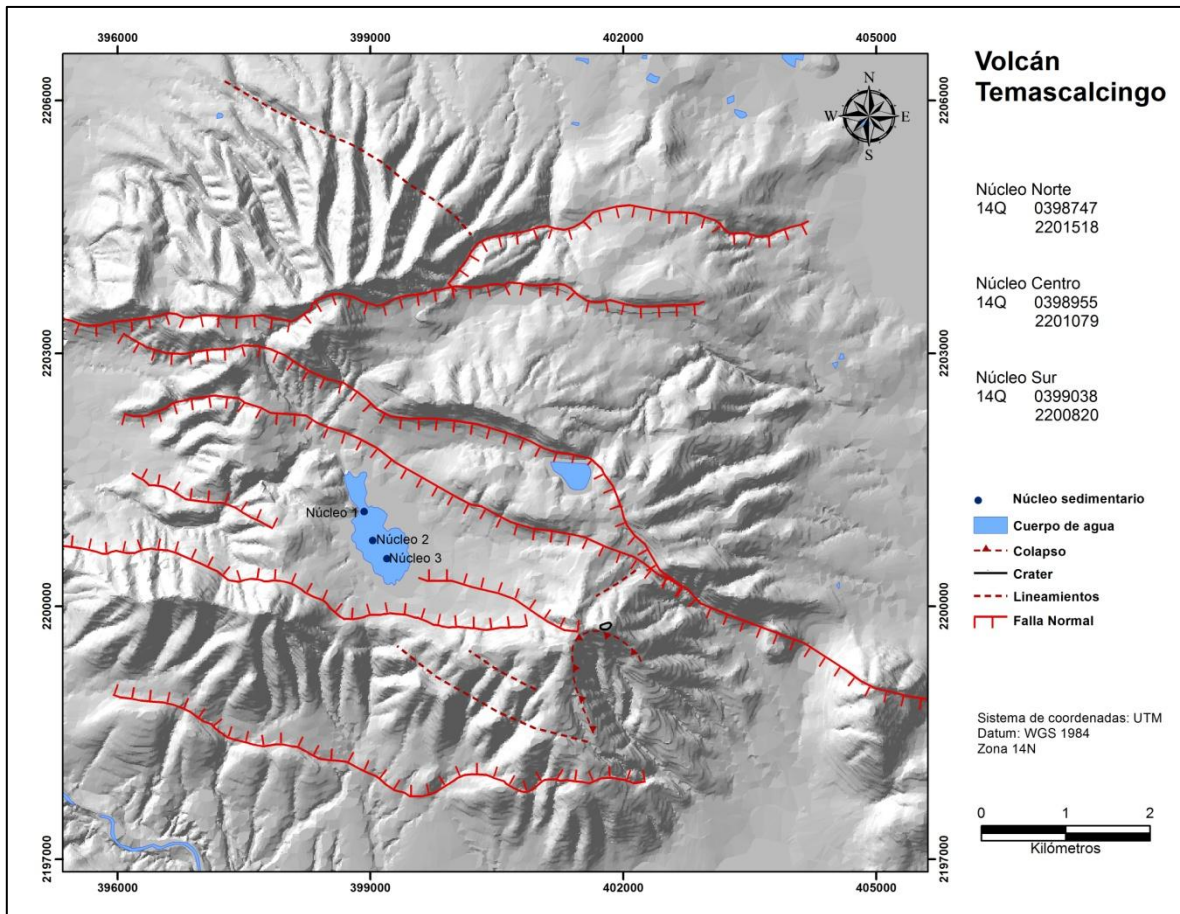 396000
399000
402000
405000
2206000
2203000
2200000
2197000
2206000
2203000
2200000
2197000
396000
399000
402000
405000
N
W
E
S
Núcleo 1
Núcleo 2
Núcleo 3
Volcán
Temascalcingo
Núcleo Norte
14Q 0398747
2201518
Núcleo Centro
14Q 0398955
2201079
Núcleo Sur
14Q 0399038
2200820
Núcleo sedimentario
Cuerpo de agua
Colapso
Crater
Lineamientos
Falla Normal
Sistema de coordenadas: UTM
Datum: WGS 1984
Zona 14N
0 1 2
Kilómetros